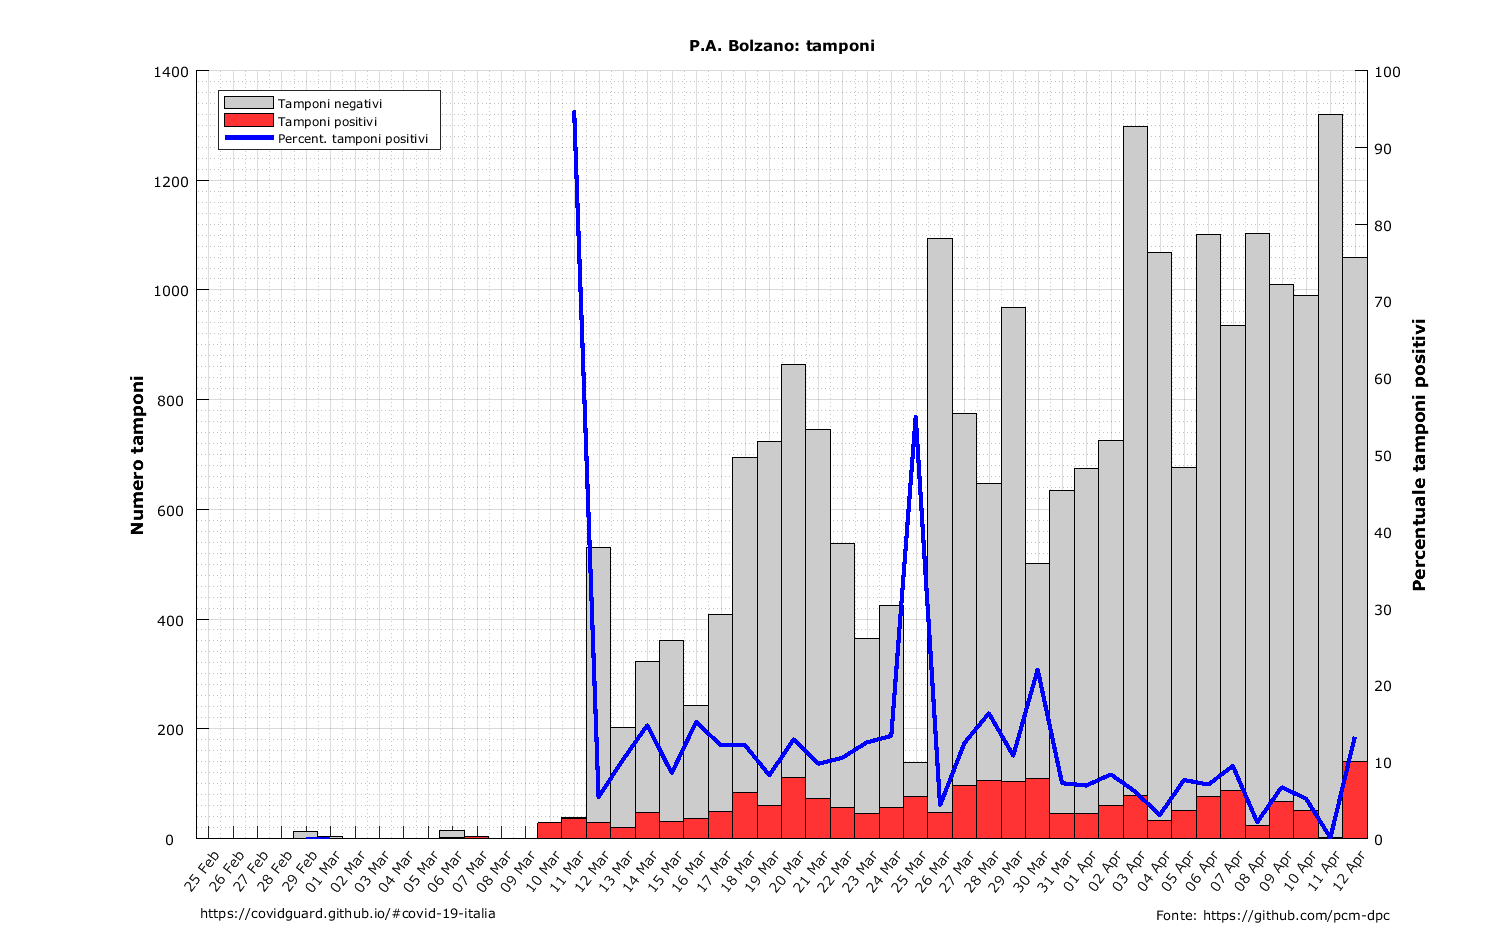 P.A. Bolzano: tamponi
Tamponi negativi
Tamponi positivi
Percent. tamponi positivi
Numero tamponi
1400
1200
1000
800
600
400
200
0
Percentuale tamponi positivi
100
90
80
70
60
50
40
30
20
10
0
25 Feb
26 Feb
27 Feb
28 Feb
29 Feb
01 Mar
02 Mar
03 Mar
04 Mar
05 Mar
06 Mar
07 Mar
08 Mar
09 Mar
10 Mar
11 Mar
12 Mar
13 Mar
14 Mar
15 Mar
16 Mar
17 Mar
18 Mar
19 Mar
20 Mar
21 Mar
22 Mar
23 Mar
24 Mar
25 Mar
26 Mar
27 Mar
28 Mar
29 Mar
30 Mar
31 Mar
01 Apr
02 Apr
03 Apr
04 Apr
05 Apr
06 Apr
07 Apr
08 Apr
09 Apr
10 Apr
11 Apr
12 Apr
https://covidguard.github.io/#covid-19-italia
Fonte: https://github.com/pcm-dpc